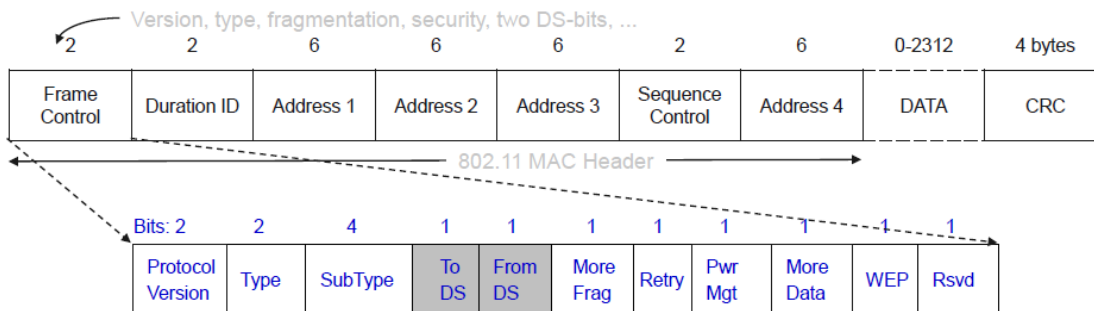 Version, type, fragmentation, security, two DS-bits, ...
2 2 6 6 6 2 6 0-2312 4 bytes
Frame Control Duration ID Address 1 Address 2 Address 3 Sequence Control Address 4 DATA CRC
802.11 MAC Header
Bits: 2 2 4 1 1 1 1 1 1 1 1
Protocol Version Type SubType To DS From DS More Frag Retry Pwr Mgt More Data WEP Rsvd